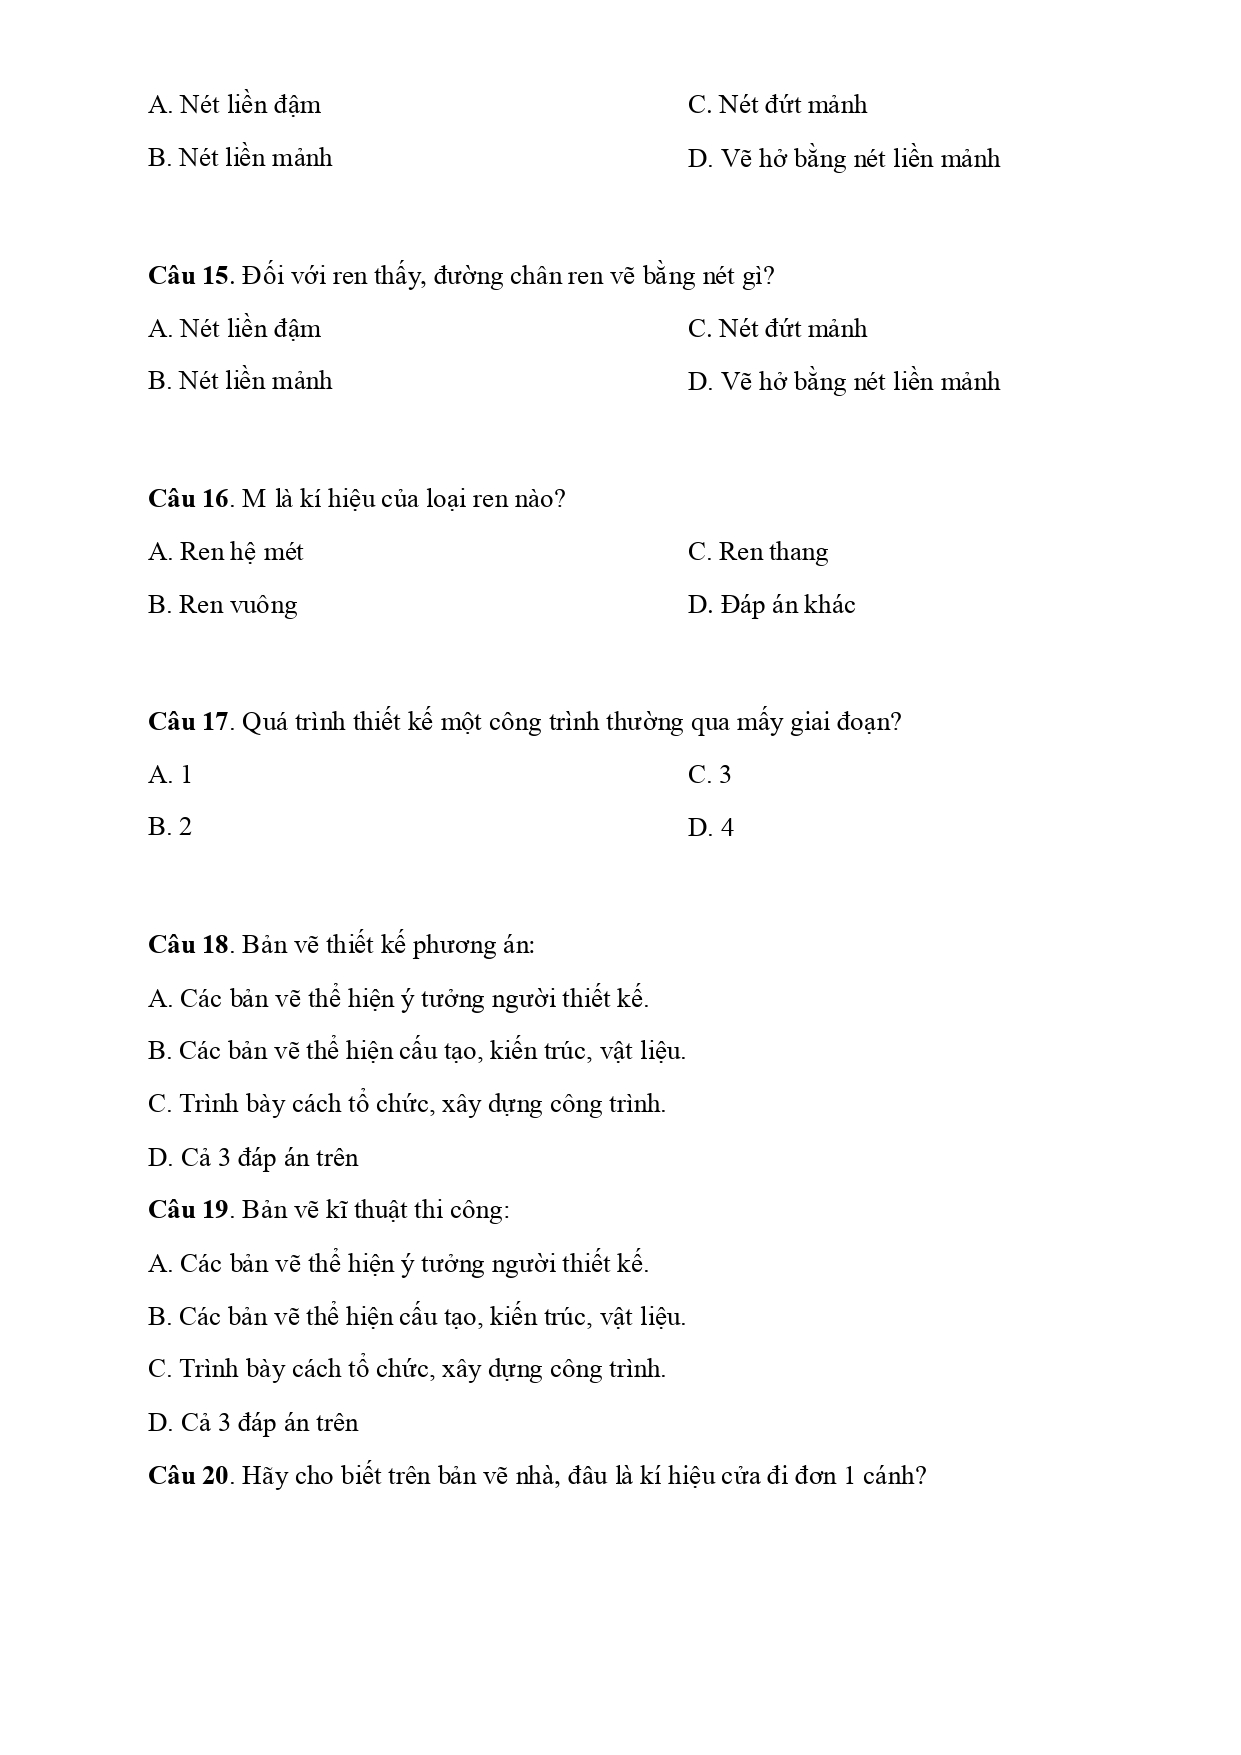 A. Nét liền đậm
C. Nét đứt mảnh
B. Nét liền mảnh
D. Vẽ hở bằng nét liền mảnh
Câu 15. Đối với ren thấy, đường chân ren vẽ bằng nét gì?
A. Nét liền đậm
C. Nét đứt mảnh
B. Nét liền mảnh
D. Vẽ hở bằng nét liền mảnh
Câu 16. M là kí hiệu của loại ren nào?
A. Ren hệ mét
C. Ren thang
B. Ren vuông
D. Đáp án khác
Câu 17. Quá trình thiết kế một công trình thường qua mấy giai đoạn?
A. 1
C. 3
B. 2
D. 4
Câu 18. Bản vẽ thiết kế phương án:
A. Các bản vẽ thể hiện ý tưởng người thiết kế.
B. Các bản vẽ thể hiện cấu tạo, kiến trúc, vật liệu.
C. Trình bày cách tổ chức, xây dựng công trình.
D. Cả 3 đáp án trên
Câu 19. Bản vẽ kĩ thuật thi công:
A. Các bản vẽ thể hiện ý tưởng người thiết kế.
B. Các bản vẽ thể hiện cấu tạo, kiến trúc, vật liệu.
C. Trình bày cách tổ chức, xây dựng công trình.
D. Cả 3 đáp án trên
Câu 20. Hãy cho biết trên bản vẽ nhà, đâu là kí hiệu cửa đi đơn 1 cánh?